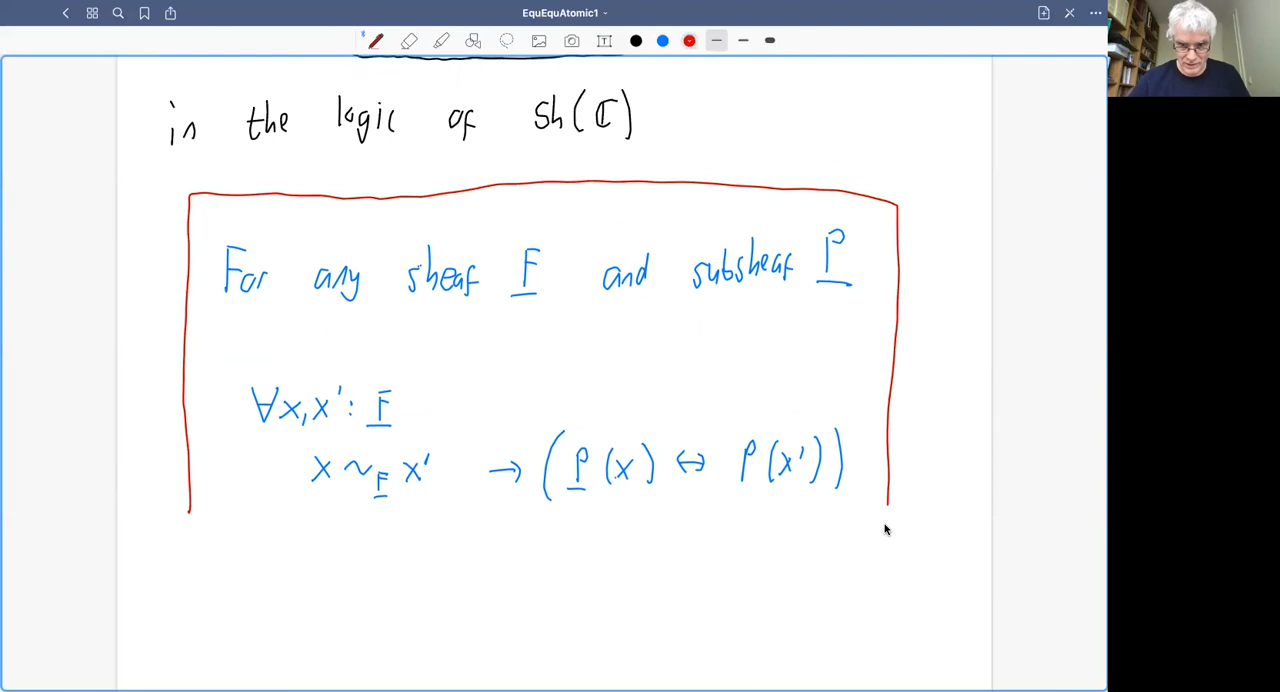 EquEquAtomic1
in the logic of Sh(ℂ)
For any sheaf F and subsheaf P
∀x,x' : F
x ~F x' → (P(x) ↔ P(x'))